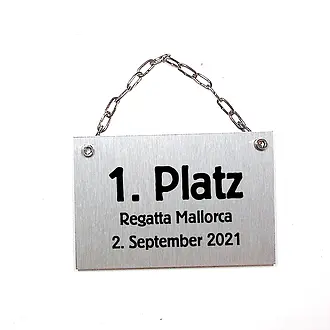 1. Platz
Regatta Mallorca
2. September 2021